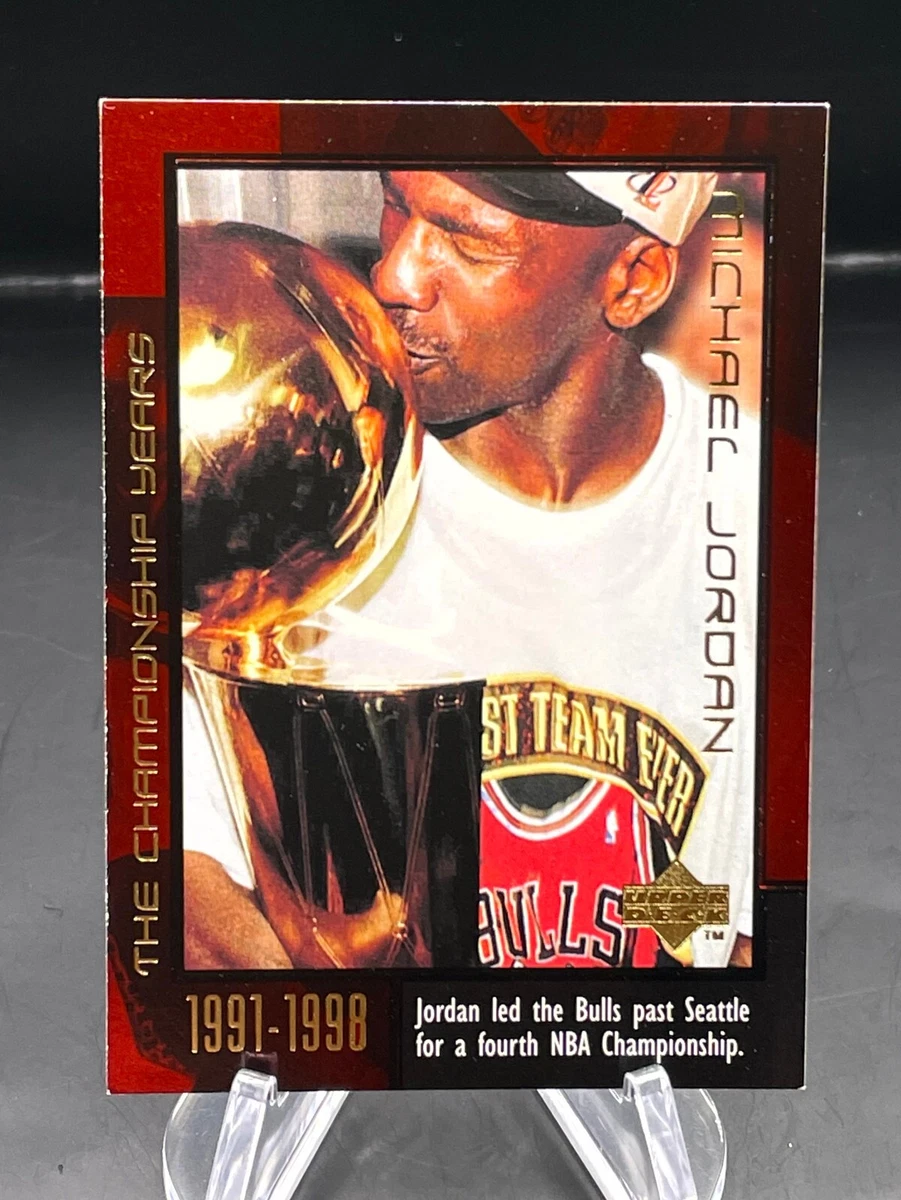 THE CHAMPIONSHIP YEARS
MICHAEL JORDAN
ST TEAM EVER
BULLS
UPPER
DECK
TM
1991-1998
Jordan led the Bulls past Seattle
for a fourth NBA Championship.